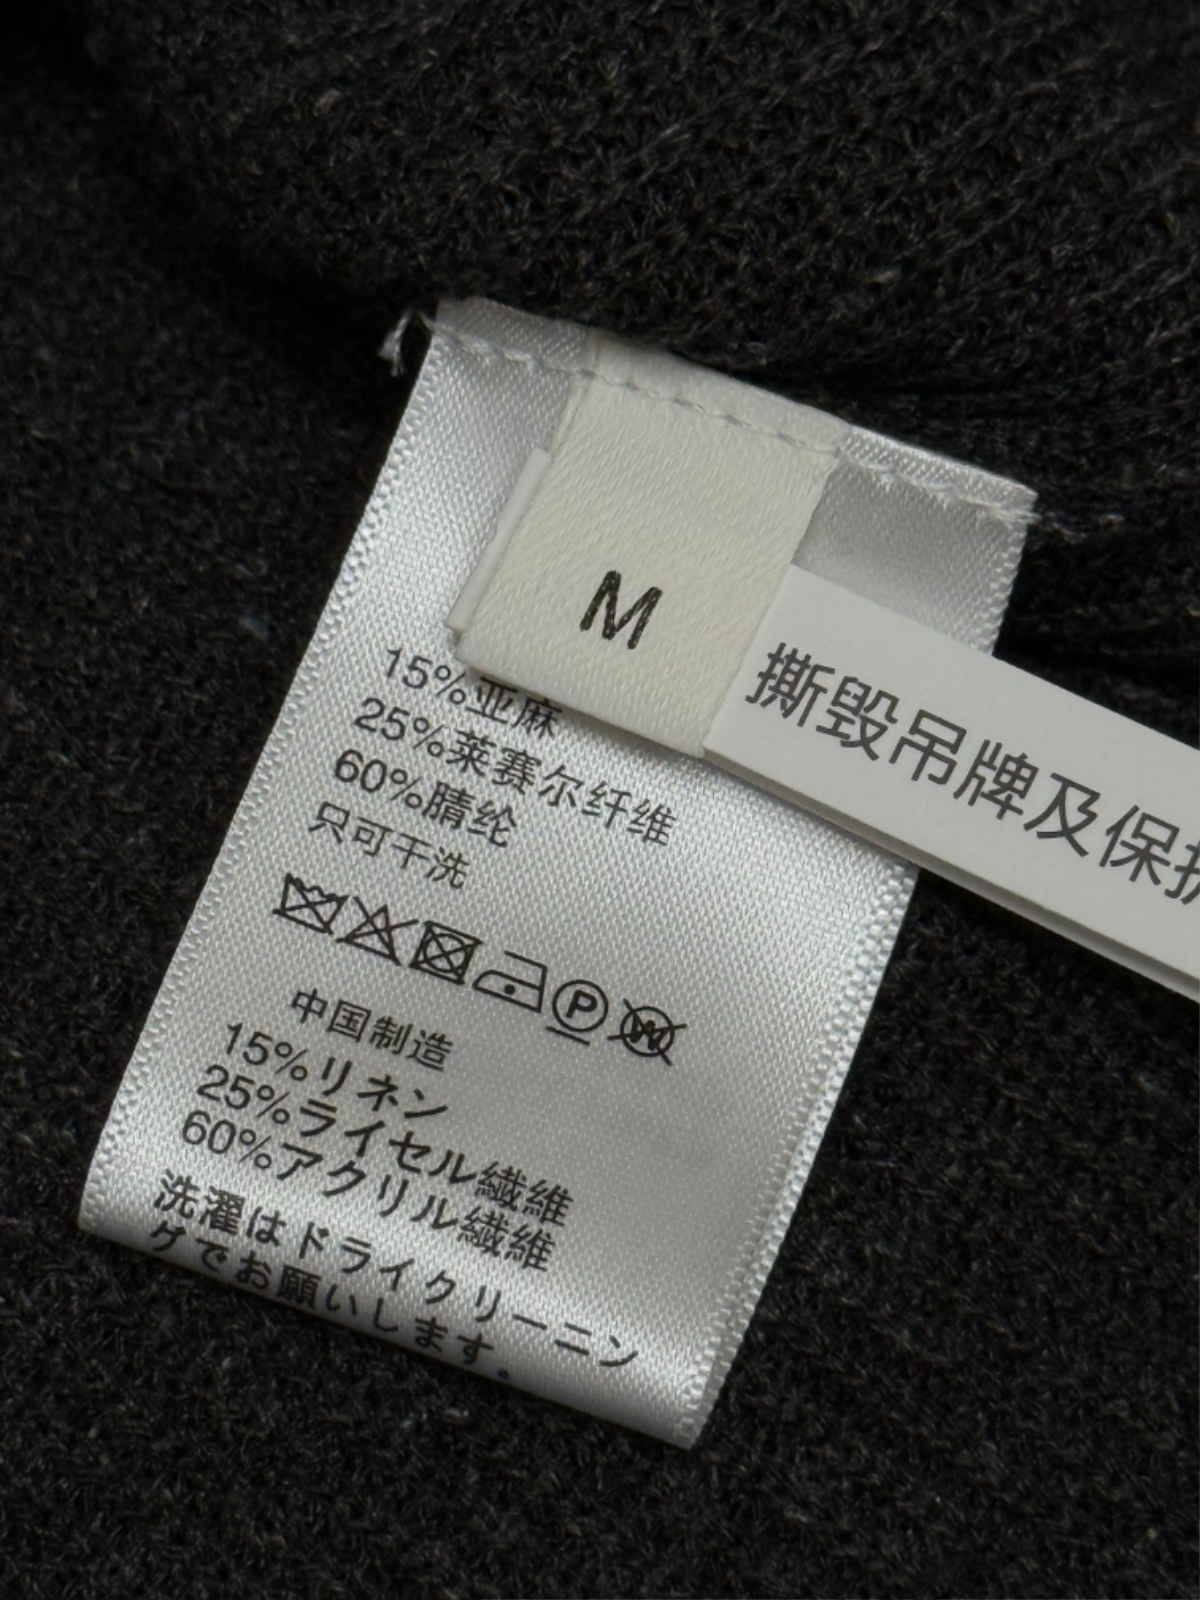 M
撕毁吊牌及保护
15%亚麻
25%莱赛尔纤维
60%腈纶
只可干洗
P
W
中国制造
15%リネン
25%ライセル繊維
60%アクリル繊維
洗濯はドライクリーニン
グでお願いします。